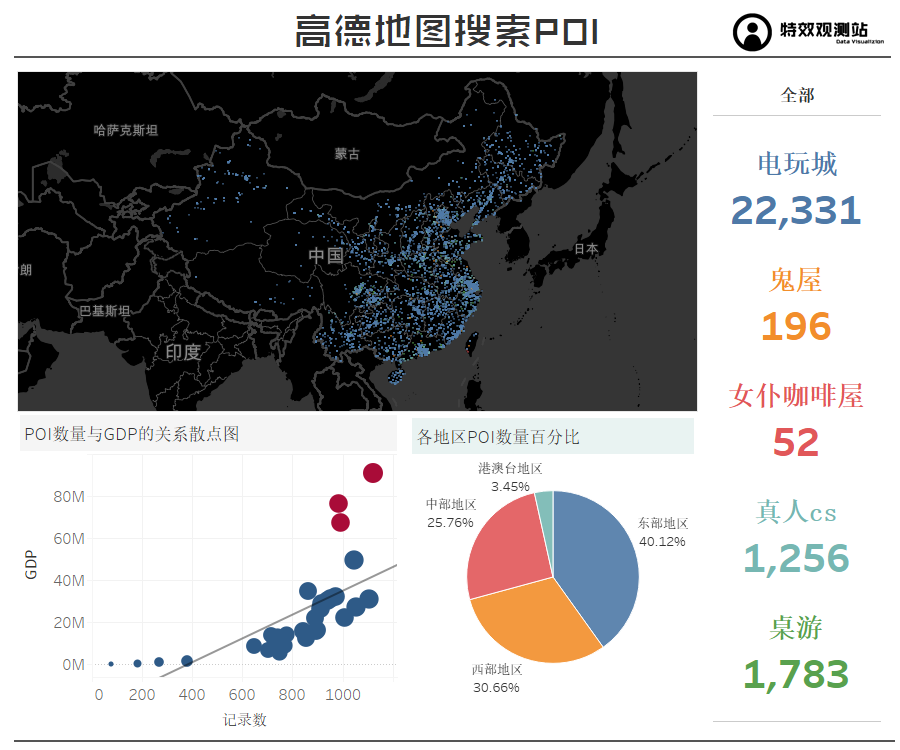 高德地图搜索POI
特效观测站
Data Visualiztion
哈萨克斯坦
蒙古
中国
日本
朗
巴基斯坦
印度
全部
电玩城
22,331
鬼屋
196
女仆咖啡屋
52
真人cs
1,256
桌游
1,783
POI数量与GDP的关系散点图
80M
60M
40M
20M
0M
GDP
0 200 400 600 800 1000
记录数
各地区POI数量百分比
港澳台地区
3.45%
中部地区
25.76%
东部地区
40.12%
西部地区
30.66%